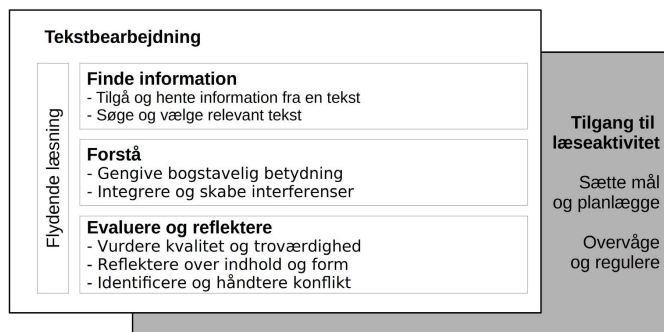 Tekstbearbejdning
Flydende læsning
Finde information
- Tilgå og hente information fra en tekst
- Søge og vælge relevant tekst
Forstå
- Gengive bogstavelig betydning
- Integrere og skabe interferenser
Evaluere og reflektere
- Vurdere kvalitet og troværdighed
- Reflektere over indhold og form
- Identificere og håndtere konflikt
Tilgang til
læseaktivitet
Sætte mål
og planlægge
Overvåge
og regulere